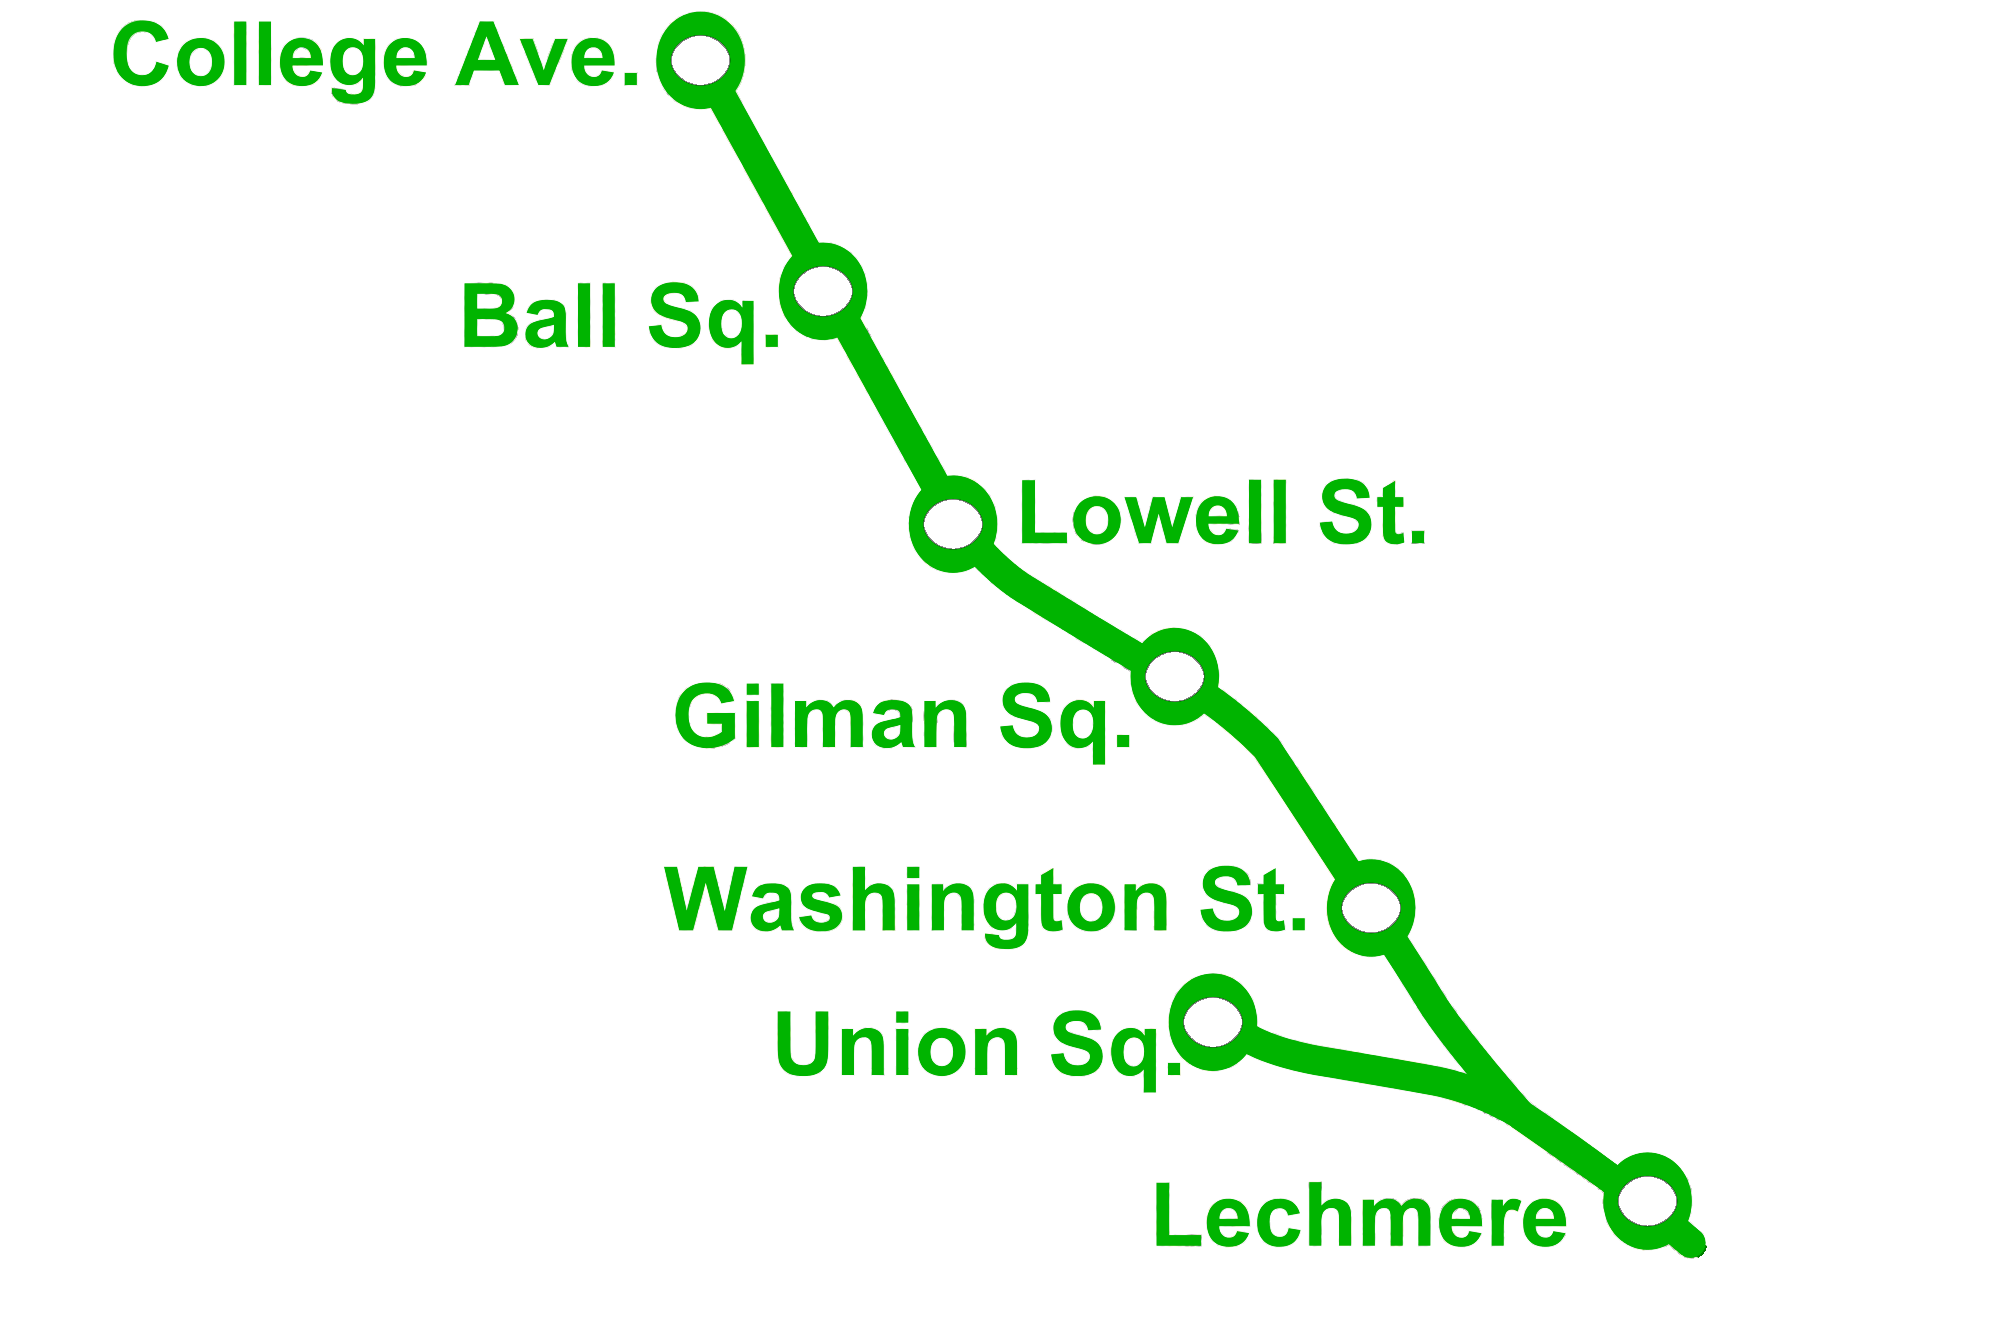 College Ave.
Ball Sq.
Lowell St.
Gilman Sq.
Washington St.
Union Sq.
Lechmere